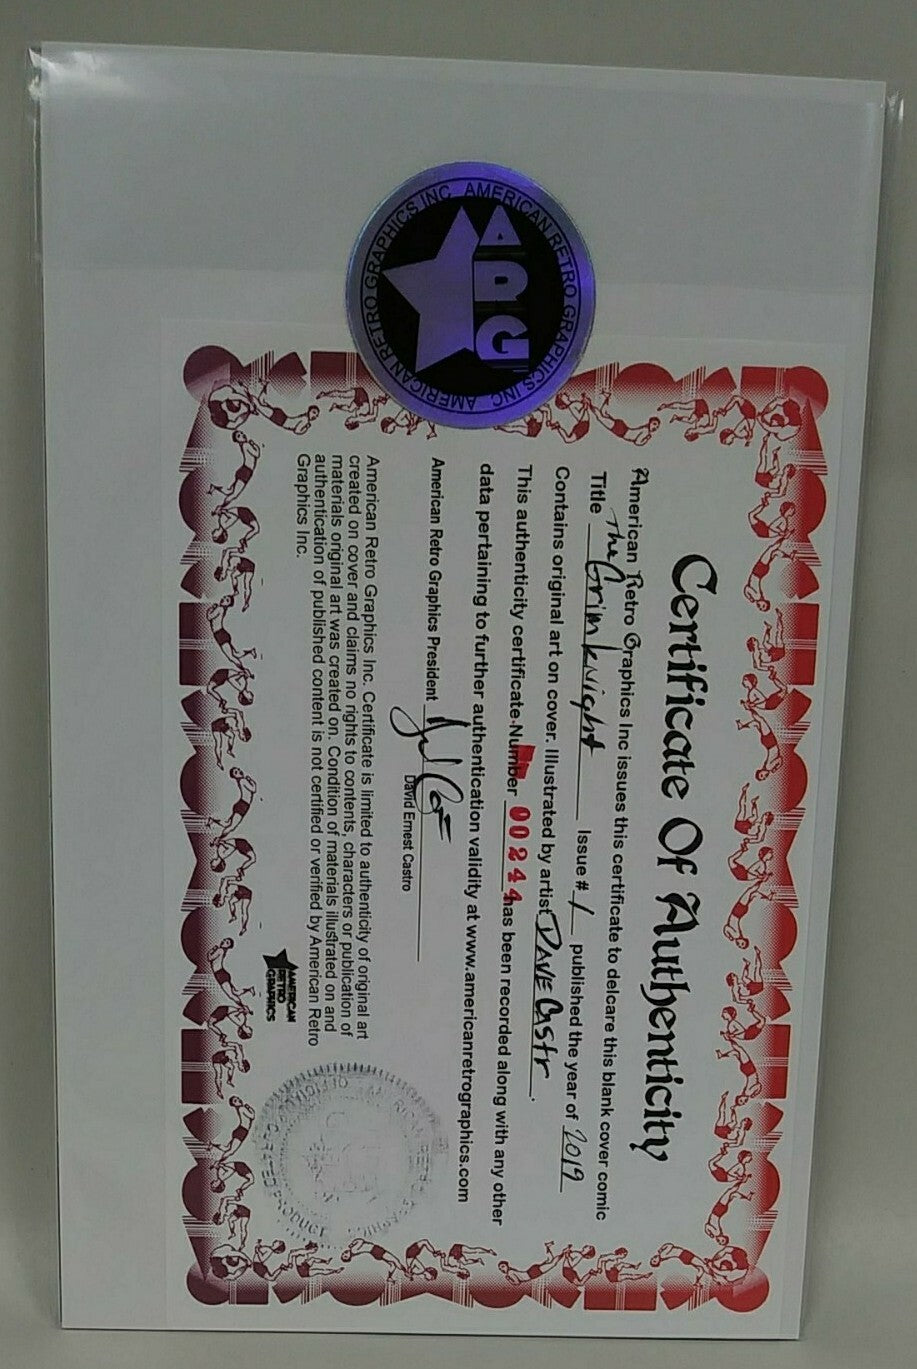 Certificate Of Authenticity
American Retro Graphics Inc issues this certificate to delcare this blank cover comic
Title The Grim Knight Issue # 1 published the year of 2019
Contains original art on cover. Illustrated by artist DAVE CAStr.
This authenticity certificate Number 00244 has been recorded along with any other
data pertaining to further authentication validity at www.americanretrographics.com
American Retro Graphics President
David Ernest Castro
American Retro Graphics Inc. Certificate is limited to authenticity of original art
created on cover and claims no rights to contents, characters or publication of
materials original art was created on. Condition of materials illustrated on and
authentication of published content is not certified or verified by American Retro
Graphics Inc.
AMERICAN
RETRO
GRAPHICS
ARG
AMERICAN RETRO GRAPHICS INC AMERICAN RETRO GRAPHICS INC